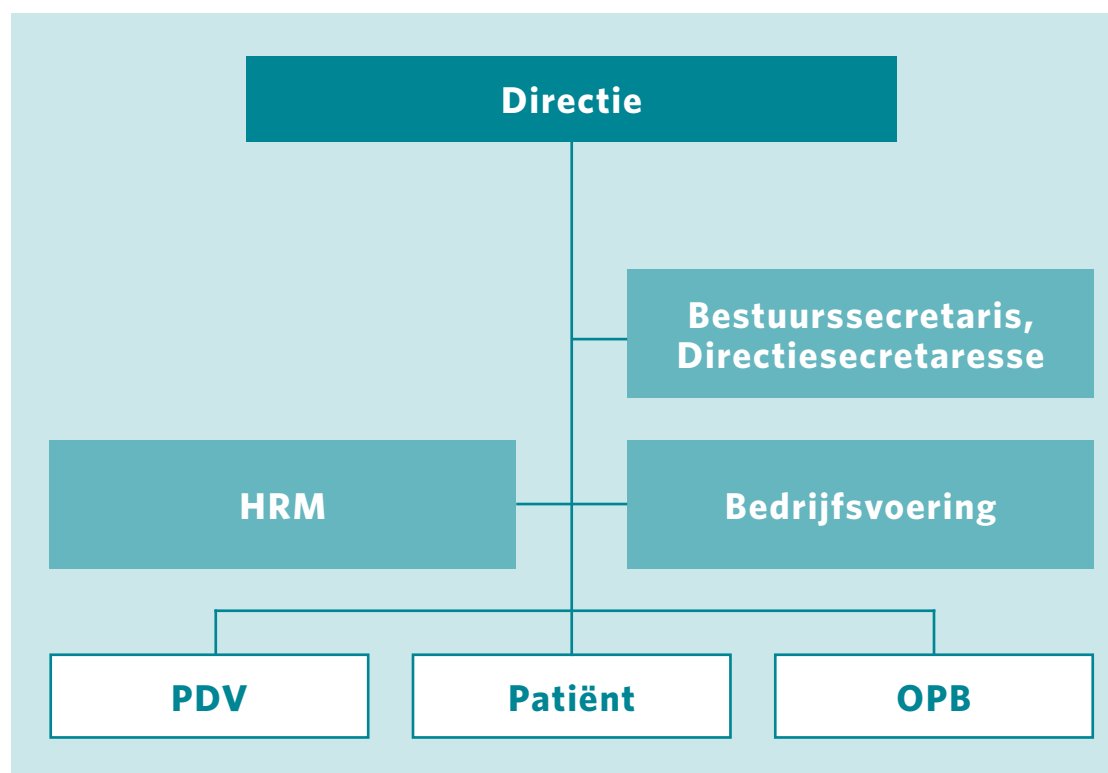 Directie
Bestuurssecretaris,
Directiesecretaresse
HRM
Bedrijfsvoering
PDV
Patiënt
OPB